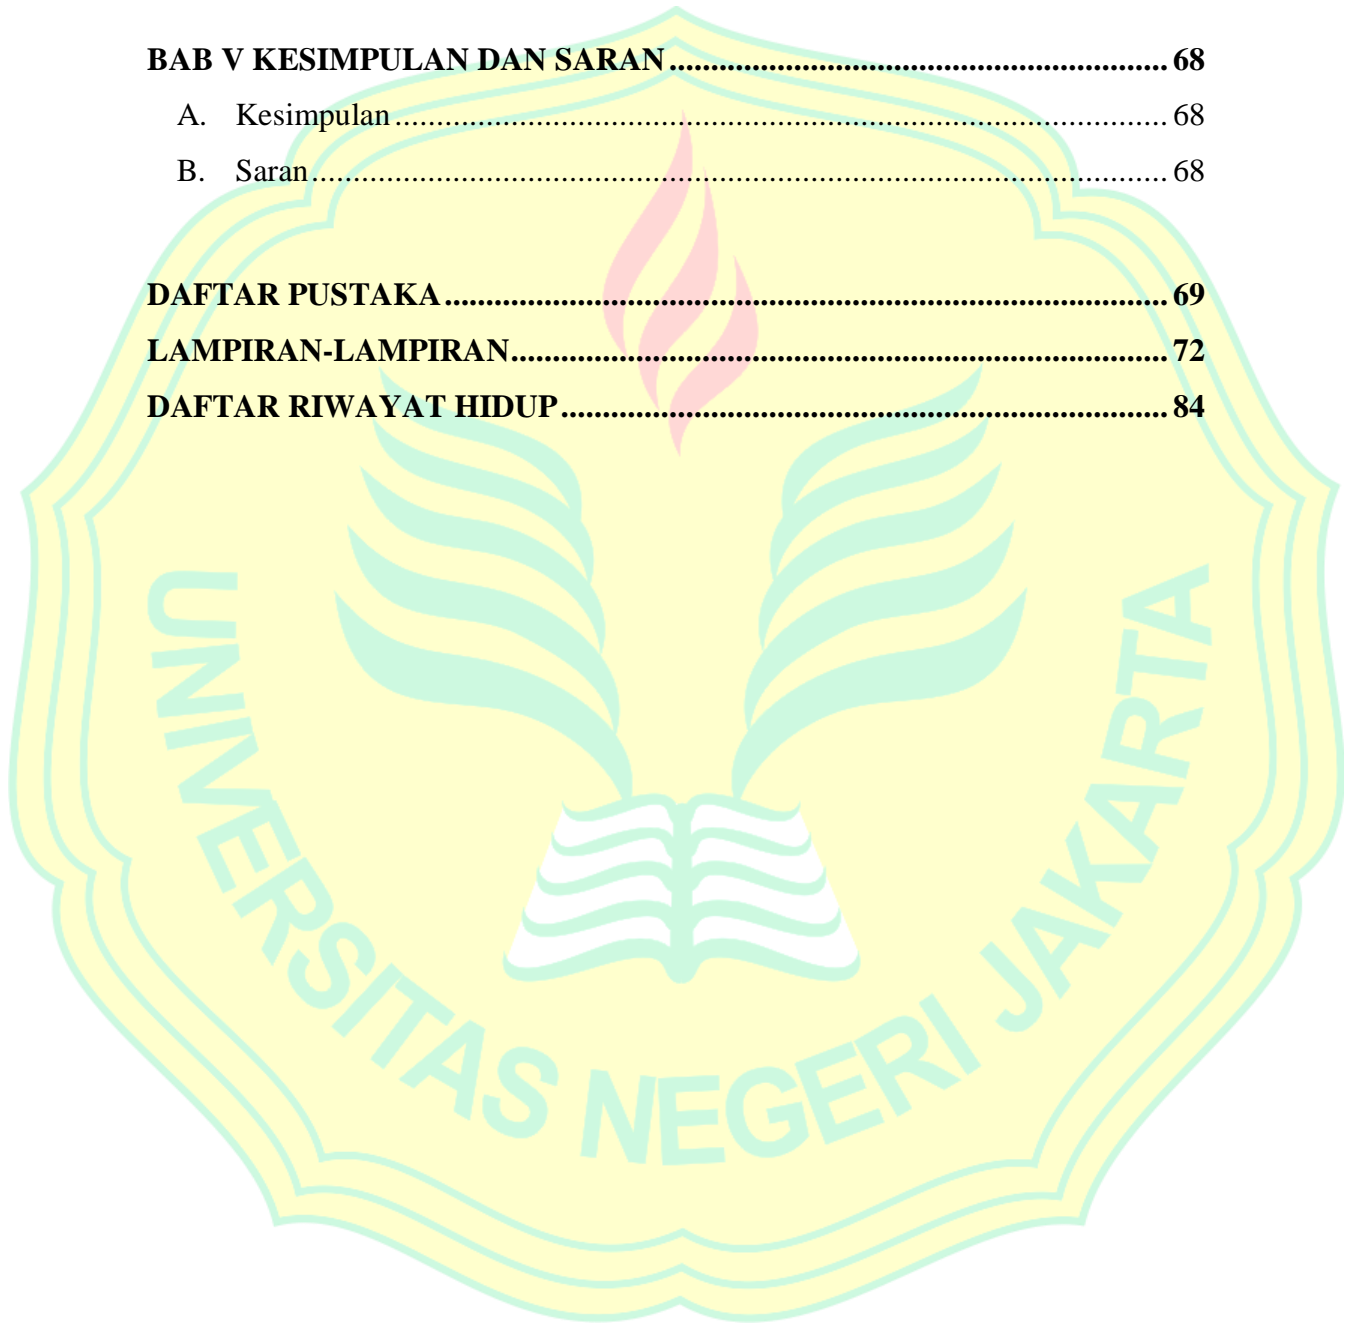 BAB V KESIMPULAN DAN SARAN.............................................................. 68
A. Kesimpulan............................................................................................. 68
B. Saran....................................................................................................... 68
DAFTAR PUSTAKA........................................................................................ 69
LAMPIRAN-LAMPIRAN................................................................................ 72
DAFTAR RIWAYAT HIDUP.......................................................................... 84
UNIVERSITAS NEGERI JAKARTA